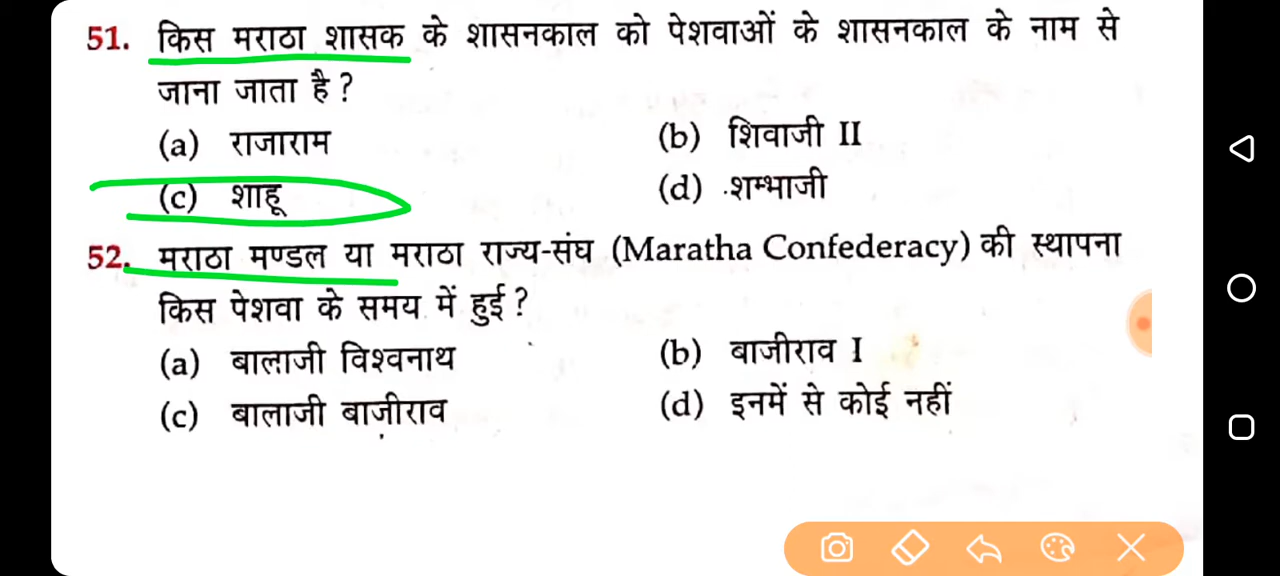 51. किस मराठा शासक के शासनकाल को पेशवाओं के शासनकाल के नाम से
जाना जाता है ?
(a) राजाराम (b) शिवाजी II
(c) शाहू (d) शम्भाजी
52. मराठा मण्डल या मराठा राज्य-संघ (Maratha Confederacy) की स्थापना
किस पेशवा के समय में हुई ?
(a) बालाजी विश्वनाथ (b) बाजीराव I
(c) बालाजी बाजीराव (d) इनमें से कोई नहीं